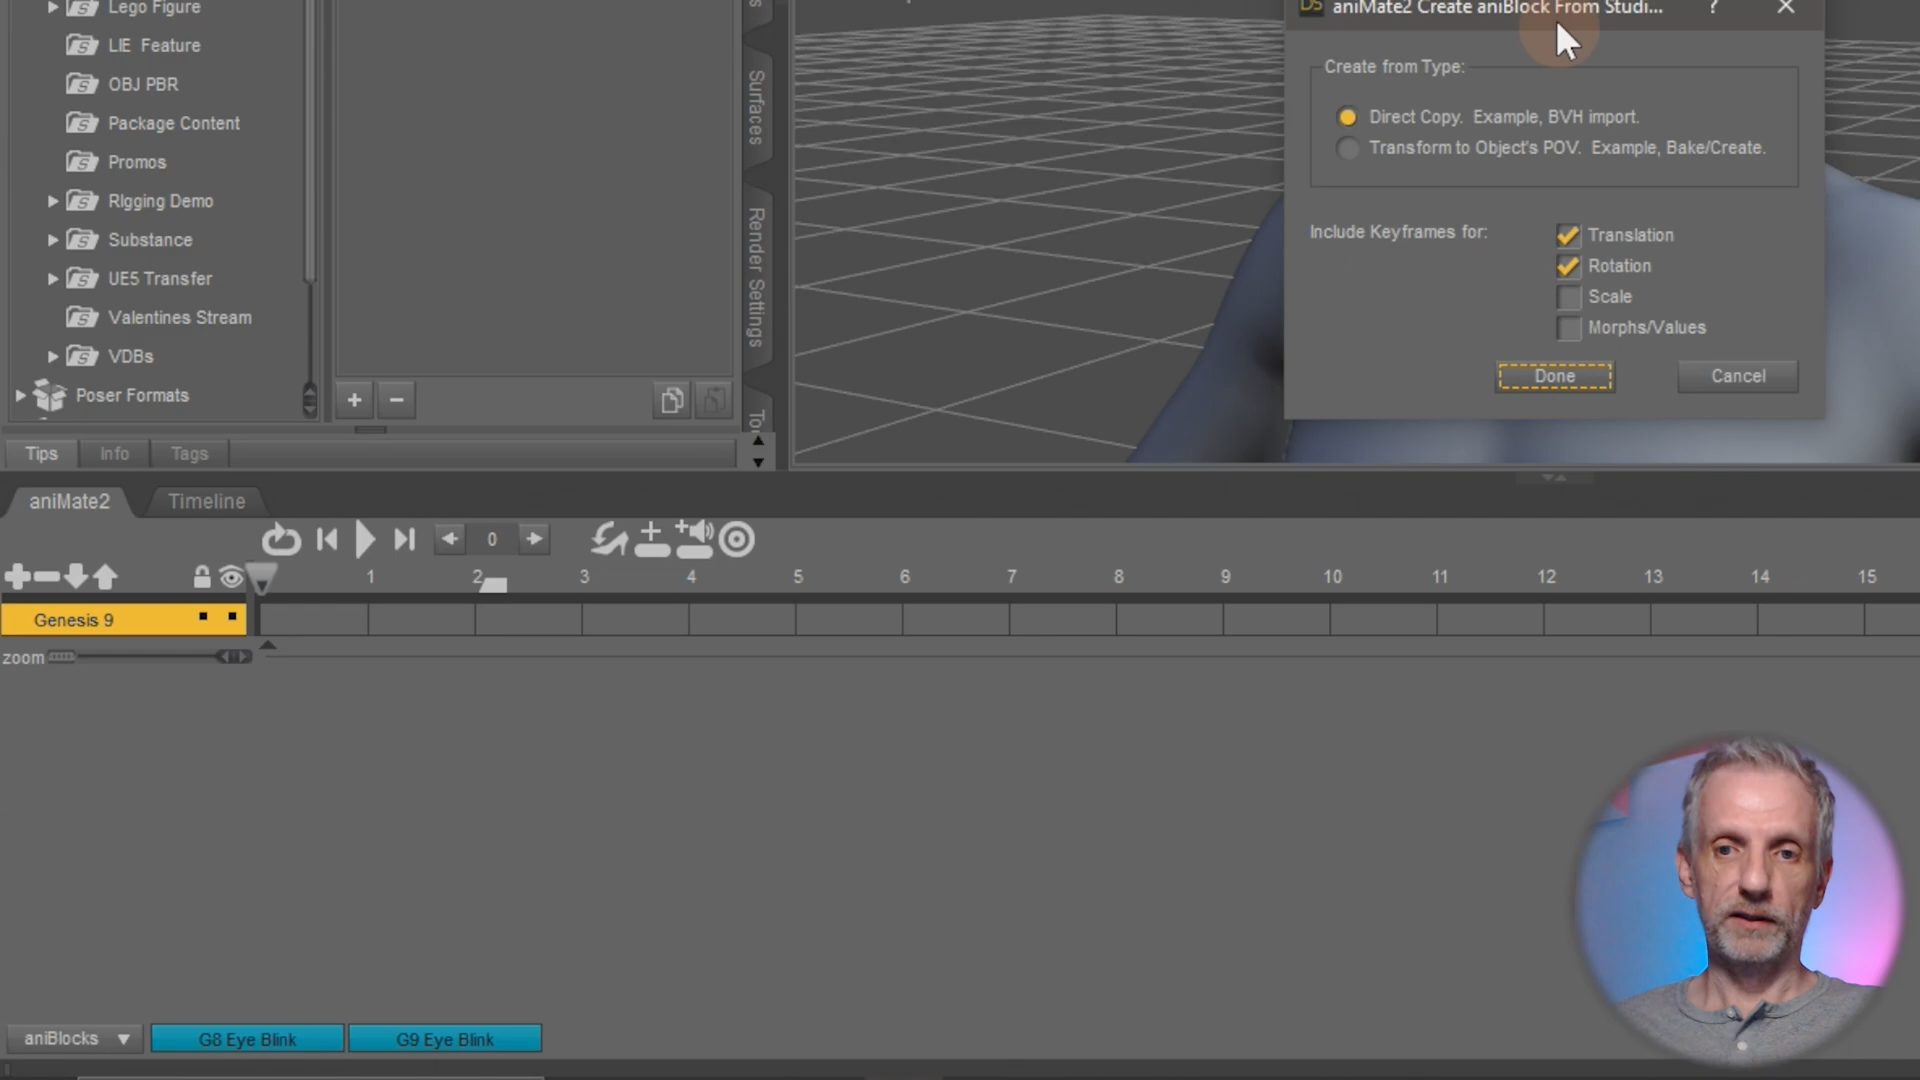 Lego Figure
LIE Feature
OBJ PBR
Package Content
Promos
RIgging Demo
Substance
UE5 Transfer
Valentines Stream
VDBs
Poser Formats
Surfaces
Render Settings
Tips
Info
Tags
aniMate2 Create aniBlock From Studi...
?
Create from Type:
Direct Copy. Example, BVH import.
Transform to Object's POV. Example, Bake/Create.
Include Keyframes for:
Translation
Rotation
Scale
Morphs/Values
Done
Cancel
aniMate2
Timeline
0
1 2 3 4 5 6 7 8 9 10 11 12 13 14 15
Genesis 9
zoom
aniBlocks
G8 Eye Blink
G9 Eye Blink